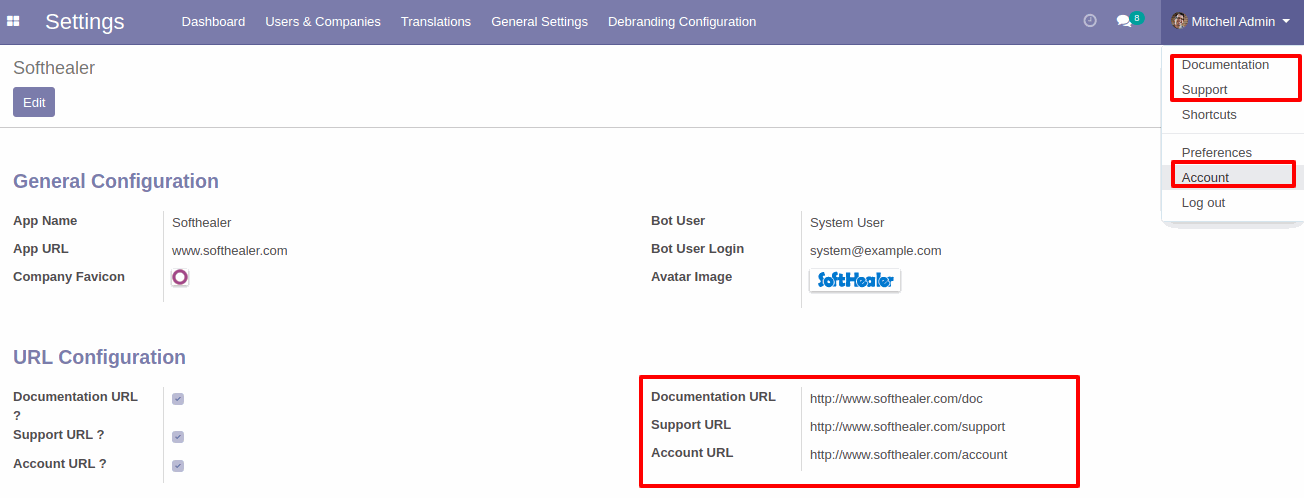 Settings Dashboard Users & Companies Translations General Settings Debranding Configuration 8 Mitchell Admin
Softhealer
Edit
Documentation
Support
Shortcuts
Preferences
Account
Log out
General Configuration
App Name Softhealer
App URL www.softhealer.com
Company Favicon
Bot User System User
Bot User Login system@example.com
Avatar Image SoftHealer
URL Configuration
Documentation URL
?
Support URL ?
Account URL ?
Documentation URL http://www.softhealer.com/doc
Support URL http://www.softhealer.com/support
Account URL http://www.softhealer.com/account